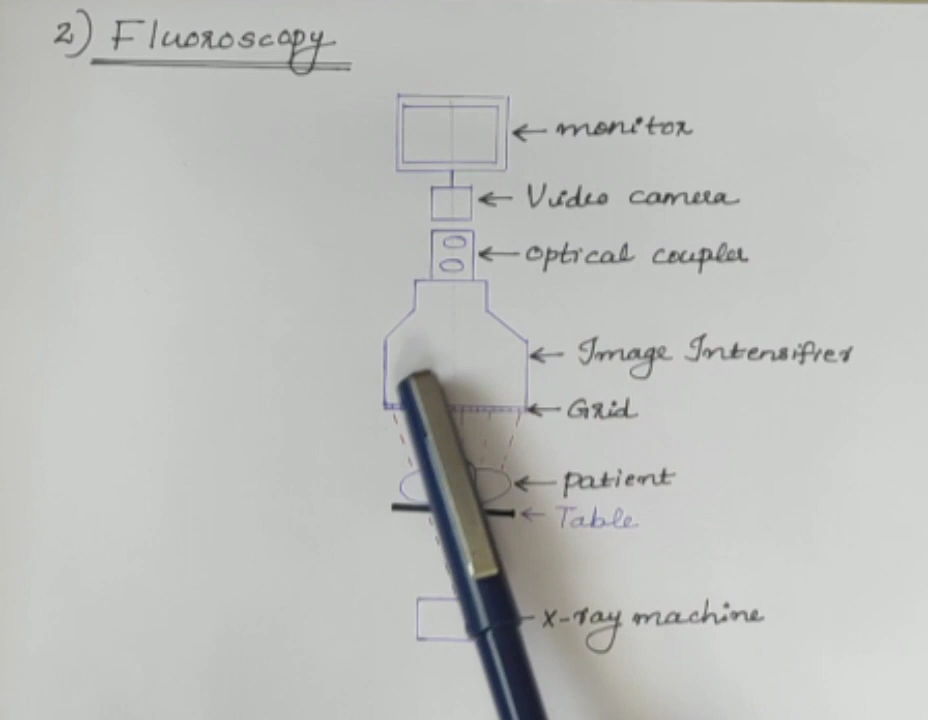 2) Fluoroscopy
monitor
Video camera
optical coupler
Image Intensifier
Grid
patient
Table
x-ray machine